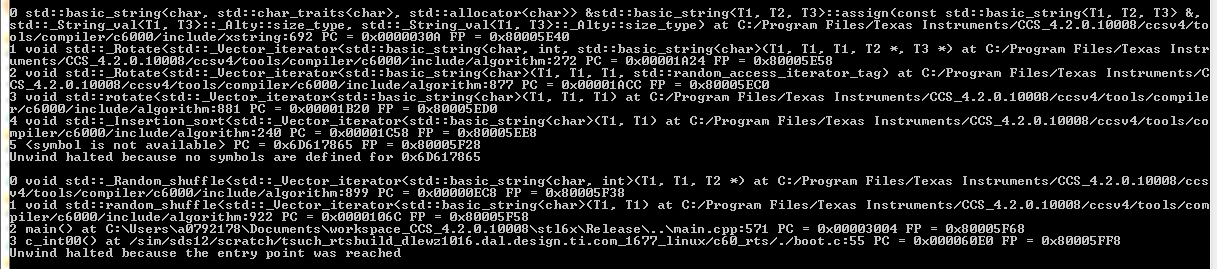 0 std::basic_string<char, std::char_traits<char>, std::allocator<char>> &std::basic_string<T1, T2, T3>::assign(const std::basic_string<T1, T2, T3> &,
std::_String_val<T1, T3>::_Alty::size_type, std::_String_val<T1, T3>::_Alty::size_type) at C:/Program Files/Texas Instruments/CCS_4.2.0.10008/ccsv4/to
ols/compiler/c6000/include/xstring:692 PC = 0x0000030A FP = 0x80005E40
1 void std::_Rotate<std::_Vector_iterator<std::basic_string<char, int, std::basic_string<char>(T1, T1, T1, T2 *, T3 *) at C:/Program Files/Texas Instr
uments/CCS_4.2.0.10008/ccsv4/tools/compiler/c6000/include/algorithm:272 PC = 0x00001A24 FP = 0x80005E58
2 void std::_Rotate<std::_Vector_iterator<std::basic_string<char>(T1, T1, T1, std::random_access_iterator_tag) at C:/Program Files/Texas Instruments/C
CS_4.2.0.10008/ccsv4/tools/compiler/c6000/include/algorithm:877 PC = 0x00001ACC FP = 0x80005EC0
3 void std::rotate<std::_Vector_iterator<std::basic_string<char>(T1, T1, T1) at C:/Program Files/Texas Instruments/CCS_4.2.0.10008/ccsv4/tools/compile
r/c6000/include/algorithm:881 PC = 0x00001B20 FP = 0x80005ED0
4 void std::_Insertion_sort<std::_Vector_iterator<std::basic_string<char>(T1, T1) at C:/Program Files/Texas Instruments/CCS_4.2.0.10008/ccsv4/tools/co
mpiler/c6000/include/algorithm:240 PC = 0x00001C58 FP = 0x80005EE8
5 <symbol is not available> PC = 0x6D617865 FP = 0x80005F28
Unwind halted because no symbols are defined for 0x6D617865
0 void std::_Random_shuffle<std::_Vector_iterator<std::basic_string<char, int>(T1, T1, T2 *) at C:/Program Files/Texas Instruments/CCS_4.2.0.10008/ccs
v4/tools/compiler/c6000/include/algorithm:899 PC = 0x00000EC8 FP = 0x80005F38
1 void std::random_shuffle<std::_Vector_iterator<std::basic_string<char>(T1, T1) at C:/Program Files/Texas Instruments/CCS_4.2.0.10008/ccsv4/tools/com
piler/c6000/include/algorithm:922 PC = 0x0000106C FP = 0x80005F58
2 main() at C:\Users\a0792178\Documents\workspace_CCS_4.2.0.10008\stl6x\Release\..\main.cpp:571 PC = 0x00003004 FP = 0x80005F68
3 c_int00() at /sim/sds12/scratch/tsuch_rtsbuild_dlewz1016.dal.design.ti.com_1677_linux/c60_rts/./boot.c:55 PC = 0x000060E0 FP = 0x80005FF8
Unwind halted because the entry point was reached